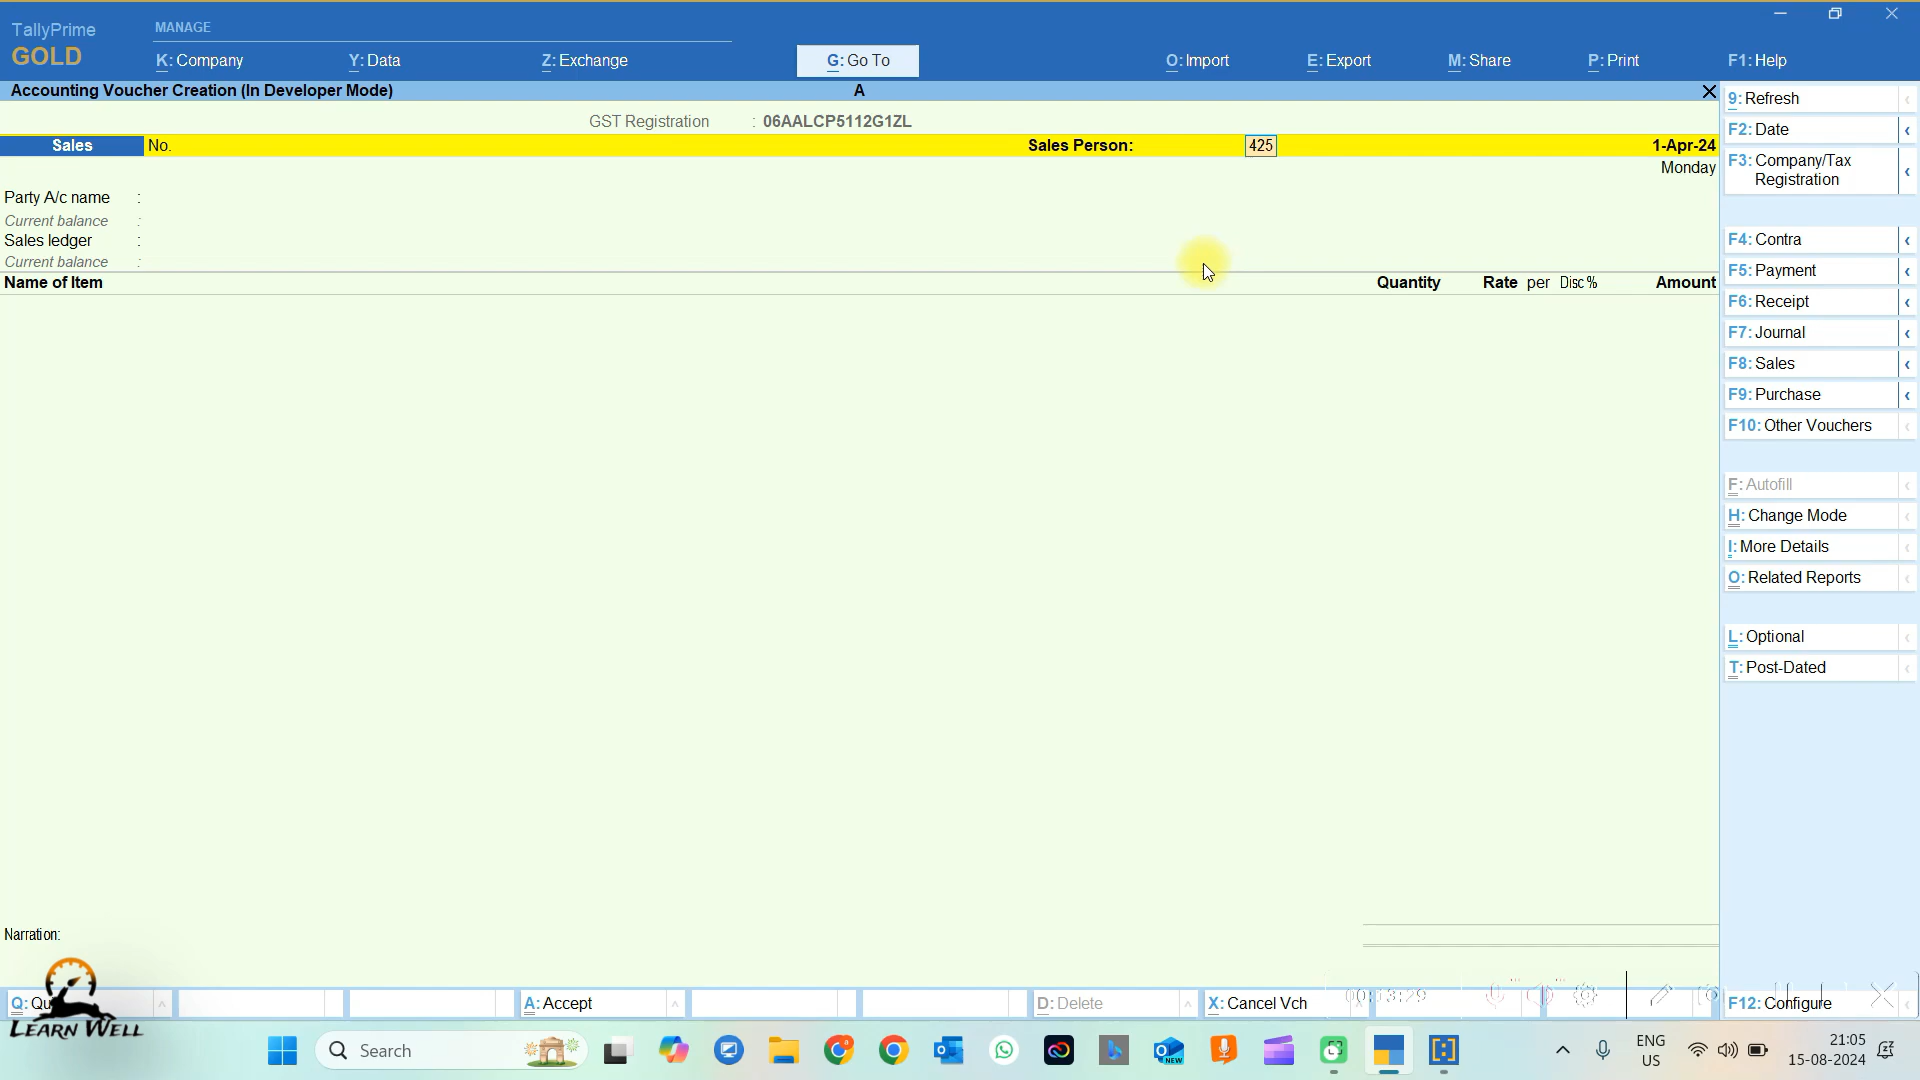 TallyPrime
GOLD
MANAGE
K: Company
Y: Data
Z: Exchange
G: Go To
O: Import
E: Export
M: Share
P: Print
F1: Help
Accounting Voucher Creation (In Developer Mode)
A
GST Registration : 06AALCP5112G1ZL
Sales No. Sales Person: 425 1-Apr-24
Monday
Party A/c name :
Current balance :
Sales ledger :
Current balance :
Name of Item Quantity Rate per Disc % Amount
Narration:
9: Refresh
F2: Date
F3: Company/Tax
Registration
F4: Contra
F5: Payment
F6: Receipt
F7: Journal
F8: Sales
F9: Purchase
F10: Other Vouchers
F: Autofill
H: Change Mode
I: More Details
O: Related Reports
L: Optional
T: Post-Dated
A: Accept
D: Delete
X: Cancel Vch
00:13:29
F12: Configure
LEARN WELL
Search
ENG
US
21:05
15-08-2024